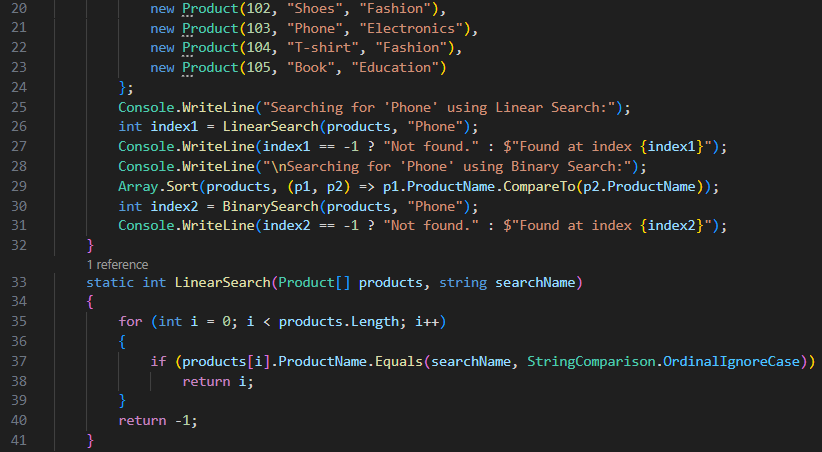 20 new Product(102, "Shoes", "Fashion"),
21 new Product(103, "Phone", "Electronics"),
22 new Product(104, "T-shirt", "Fashion"),
23 new Product(105, "Book", "Education")
24 };
25 Console.WriteLine("Searching for 'Phone' using Linear Search:");
26 int index1 = LinearSearch(products, "Phone");
27 Console.WriteLine(index1 == -1 ? "Not found." : $"Found at index {index1}");
28 Console.WriteLine("\nSearching for 'Phone' using Binary Search:");
29 Array.Sort(products, (p1, p2) => p1.ProductName.CompareTo(p2.ProductName));
30 int index2 = BinarySearch(products, "Phone");
31 Console.WriteLine(index2 == -1 ? "Not found." : $"Found at index {index2}");
32 }
1 reference
33 static int LinearSearch(Product[] products, string searchName)
34 {
35 for (int i = 0; i < products.Length; i++)
36 {
37 if (products[i].ProductName.Equals(searchName, StringComparison.OrdinalIgnoreCase))
38 return i;
39 }
40 return -1;
41 }